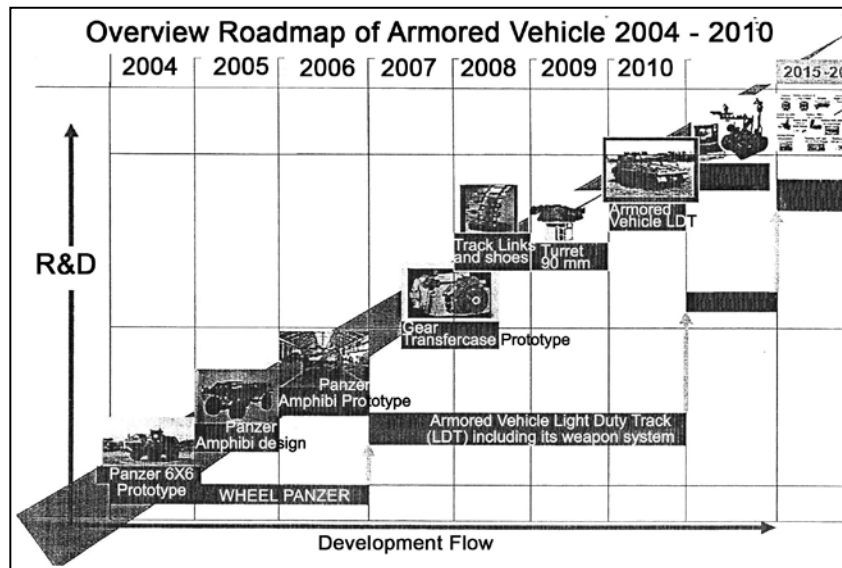 Overview Roadmap of Armored Vehicle 2004 - 2010
2004
2005
2006
2007
2008
2009
2010
R&D
Armored
Vehicle LDT
Track Links
and shoes
Turret
90 mm
Gear
Transfercase Prototype
Panzer
Amphibi Prototype
Panzer
Amphibi design
Armored Vehicle Light Duty Track
(LDT) including its weapon system
Panzer 6X6
Prototype
WHEEL PANZER
Development Flow